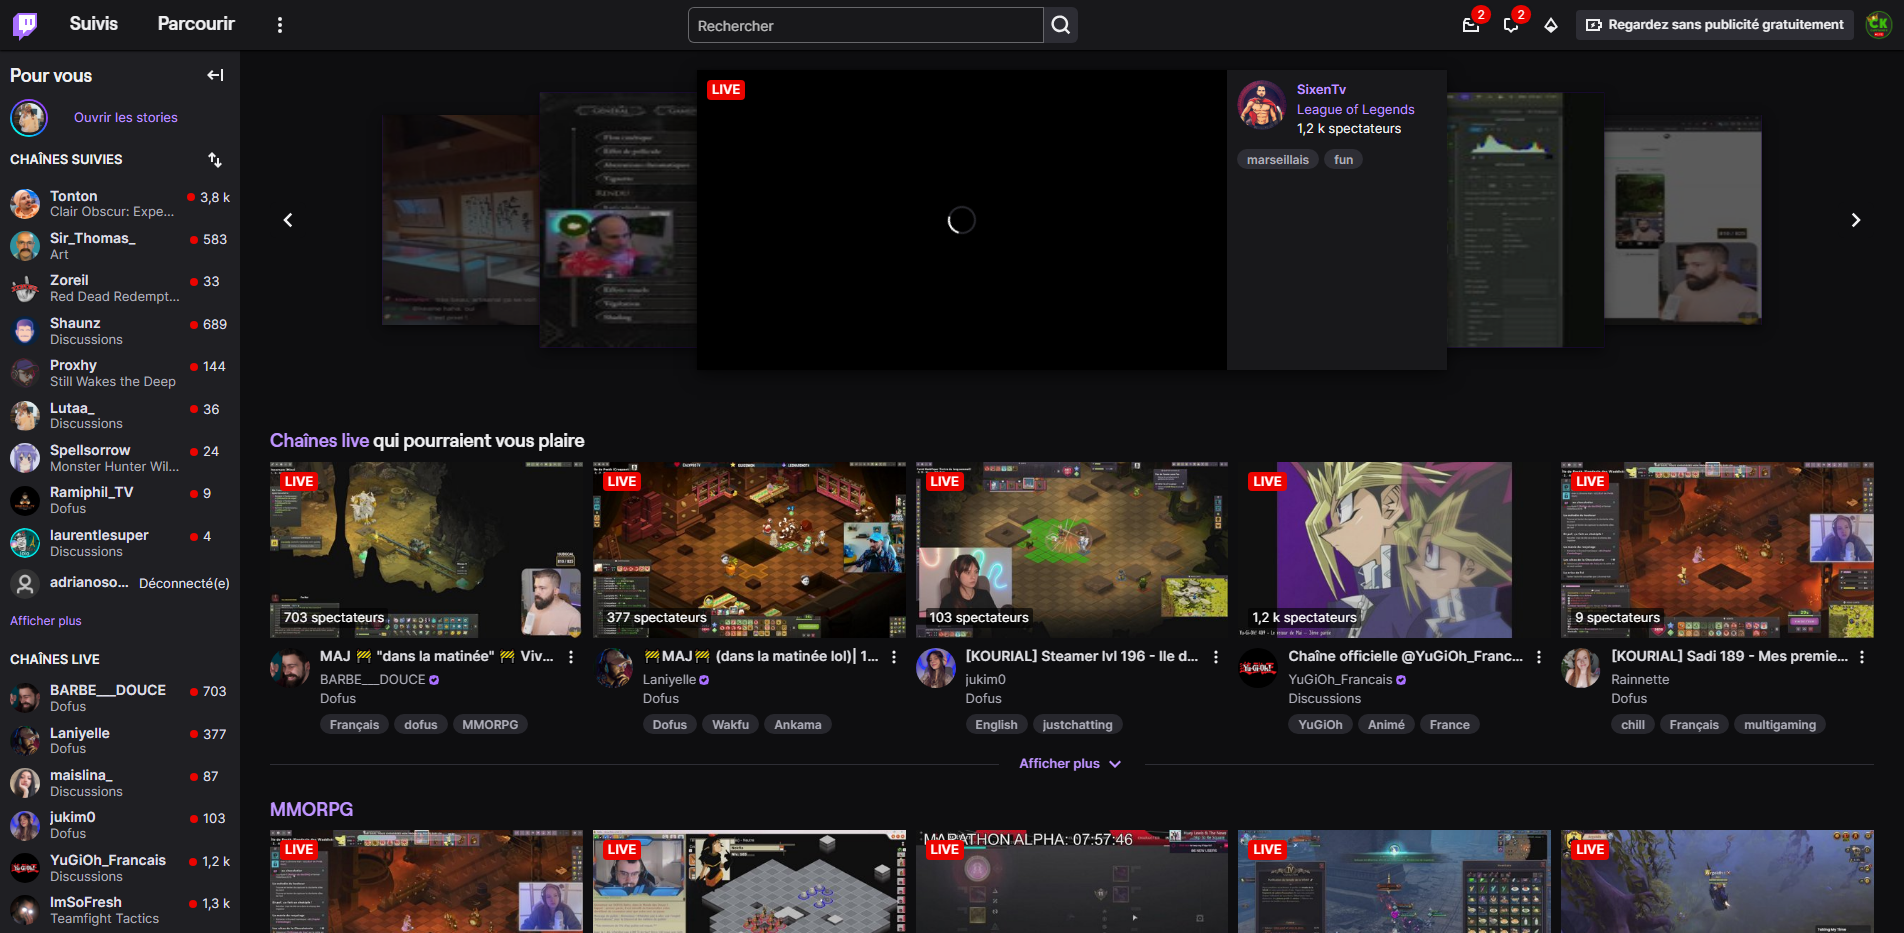 Suivis
Parcourir
Rechercher
2
2
Regardez sans publicité gratuitement
CK
Pour vous
Ouvrir les stories
CHAÎNES SUIVIES
Tonton
3,8 k
Clair Obscur: Expe...
Sir_Thomas_
583
Art
Zoreil
33
Red Dead Redempt...
Shaunz
689
Discussions
Proxhy
144
Still Wakes the Deep
Lutaa_
36
Discussions
Spellsorrow
24
Monster Hunter Wil...
Ramiphil_TV
9
Dofus
laurentlesuper
4
Discussions
adrianoso...
Déconnecté(e)
Afficher plus
CHAÎNES LIVE
BARBE___DOUCE
703
Dofus
Laniyelle
377
Dofus
maislina_
87
Discussions
jukim0
103
Dofus
YuGiOh_Francais
1,2 k
Discussions
ImSoFresh
1,3 k
Teamfight Tactics
LIVE
SixenTv
League of Legends
1,2 k spectateurs
marseillais
fun
Chaînes live qui pourraient vous plaire
LIVE
703 spectateurs
MAJ 🚧 "dans la matinée" 🚧 Viv...
BARBE___DOUCE
Dofus
Français
dofus
MMORPG
LIVE
377 spectateurs
🚧MAJ🚧 (dans la matinée lol)| 1...
Laniyelle
Dofus
Dofus
Wakfu
Ankama
LIVE
103 spectateurs
[KOURIAL] Steamer lvl 196 - Ile d...
jukim0
Dofus
English
justchatting
LIVE
1,2 k spectateurs
Chaîne officielle @YuGiOh_Franc...
YuGiOh_Francais
Discussions
YuGiOh
Animé
France
LIVE
9 spectateurs
[KOURIAL] Sadi 189 - Mes premie...
Rainnette
Dofus
chill
Français
multigaming
Afficher plus
MMORPG
LIVE
LIVE
MARATHON ALPHA: 07:57:46
LIVE
LIVE
LIVE